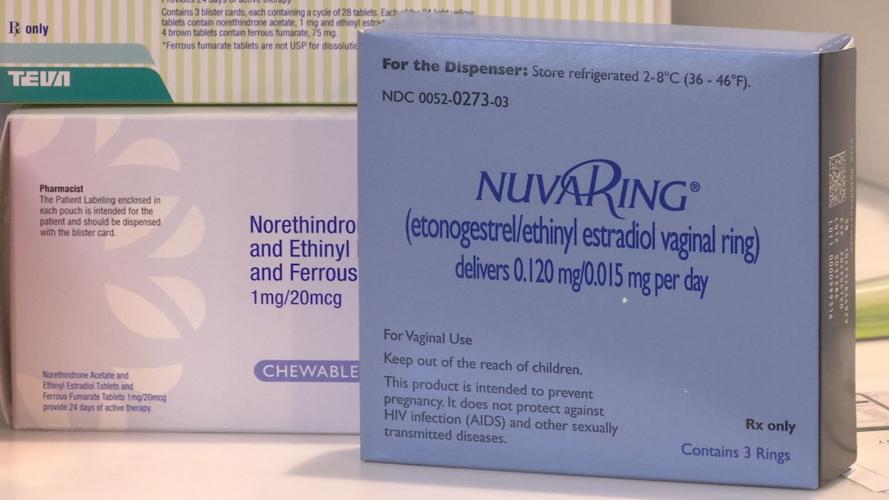 Contains 3 blister cards, each containing a cycle of 28 tablets. Each of the 24 light yellow
tablets contain norethindrone acetate, 1 mg and ethinyl
4 brown tablets contain ferrous fumarate, 75 mg.
*Ferrous fumarate tablets are not USP for
Rx only
TEVA
Pharmacist
The Patient Labeling enclosed in
each pouch is intended for the
patient and should be dispensed
with the blister card.
Norethindro
and Ethinyl
and Ferrous
1mg/20mcg
CHEWABLE
Norethindrone Acetate and
Ethinyl Estradiol Tablets and
Ferrous Fumarate Tablets 1mg/20mcg
provide 24 days of active therapy.
For the Dispenser: Store refrigerated 2-8°C (36 - 46°F).
NDC 0052-0273-03
NUVARING®
(etonogestrel/ethinyl estradiol vaginal ring)
delivers 0.120 mg/0.015 mg per day
For Vaginal Use
Keep out of the reach of children.
This product is intended to prevent
pregnancy. It does not protect against
HIV infection (AIDS) and other sexually
transmitted diseases.
Rx only
Contains 3 Rings